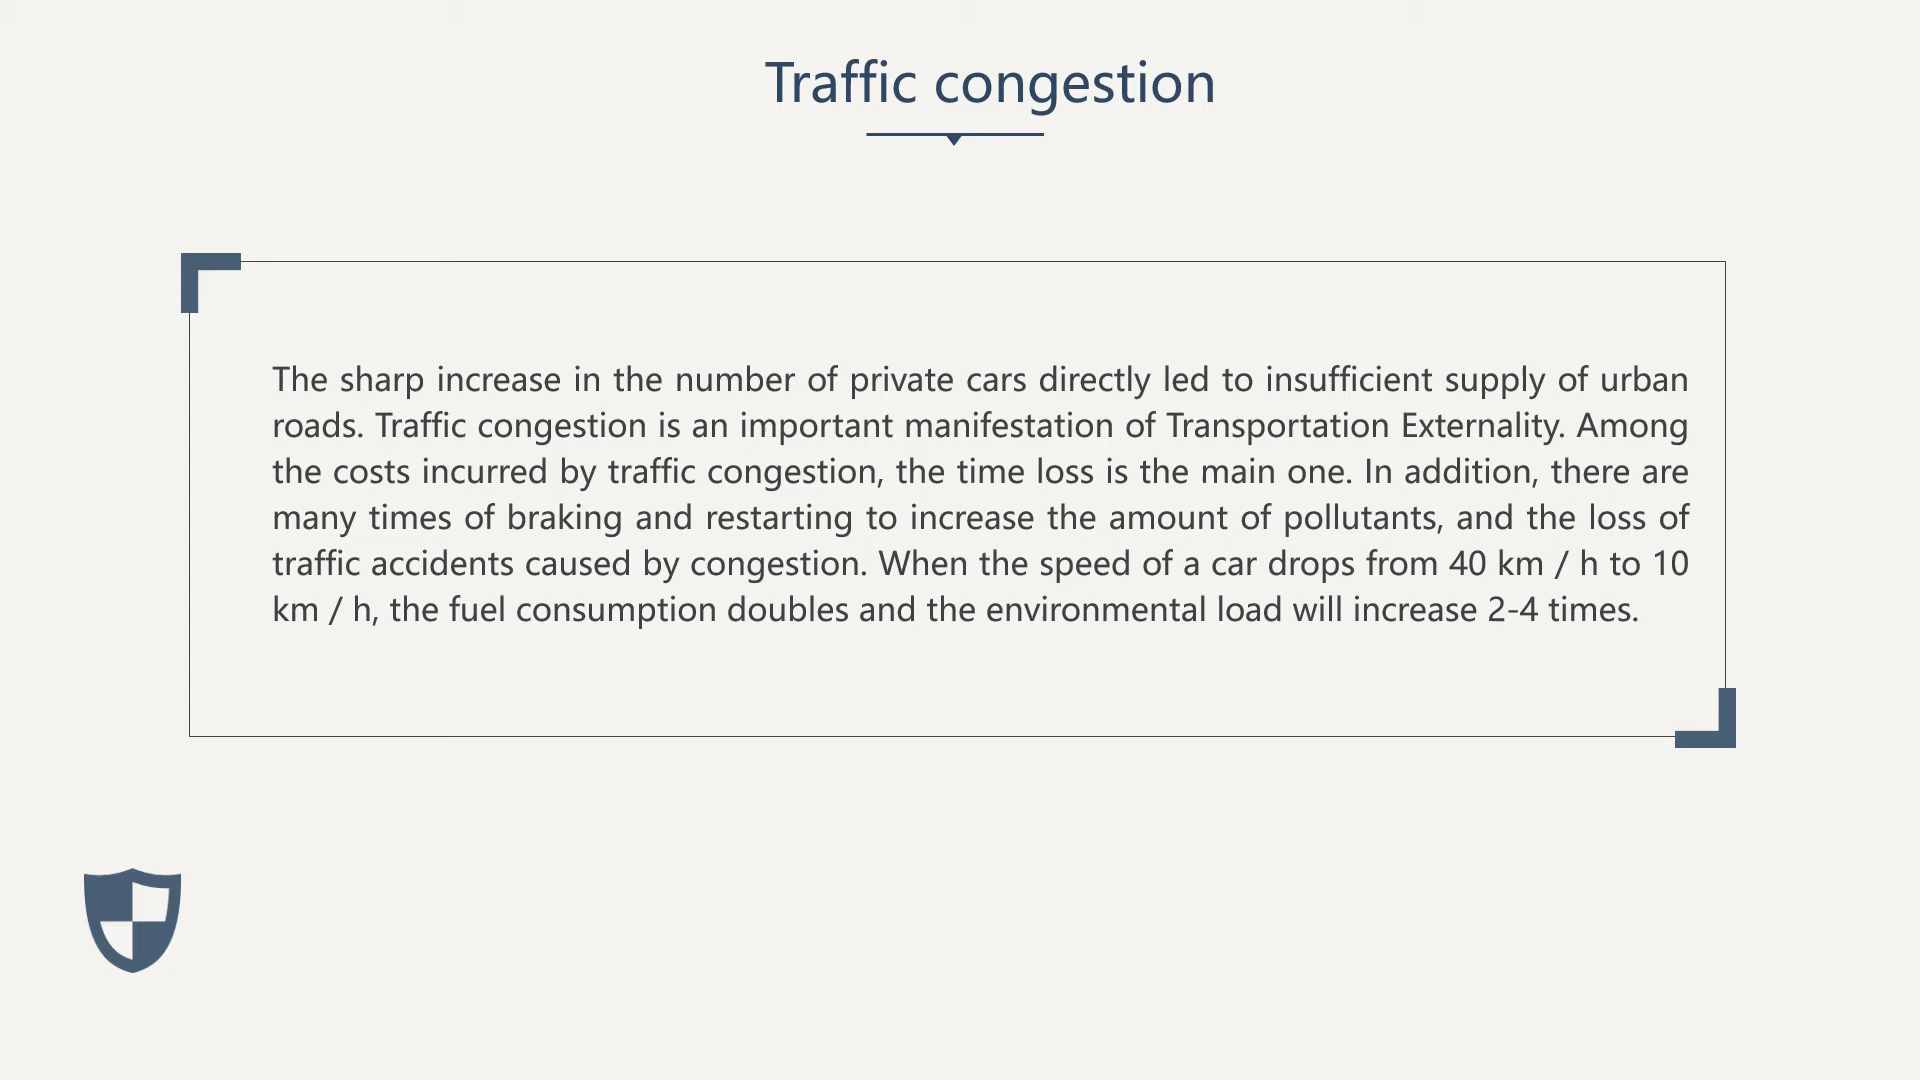 Traffic congestion
The sharp increase in the number of private cars directly led to insufficient supply of urban
roads. Traffic congestion is an important manifestation of Transportation Externality. Among
the costs incurred by traffic congestion, the time loss is the main one. In addition, there are
many times of braking and restarting to increase the amount of pollutants, and the loss of
traffic accidents caused by congestion. When the speed of a car drops from 40 km / h to 10
km / h, the fuel consumption doubles and the environmental load will increase 2-4 times.